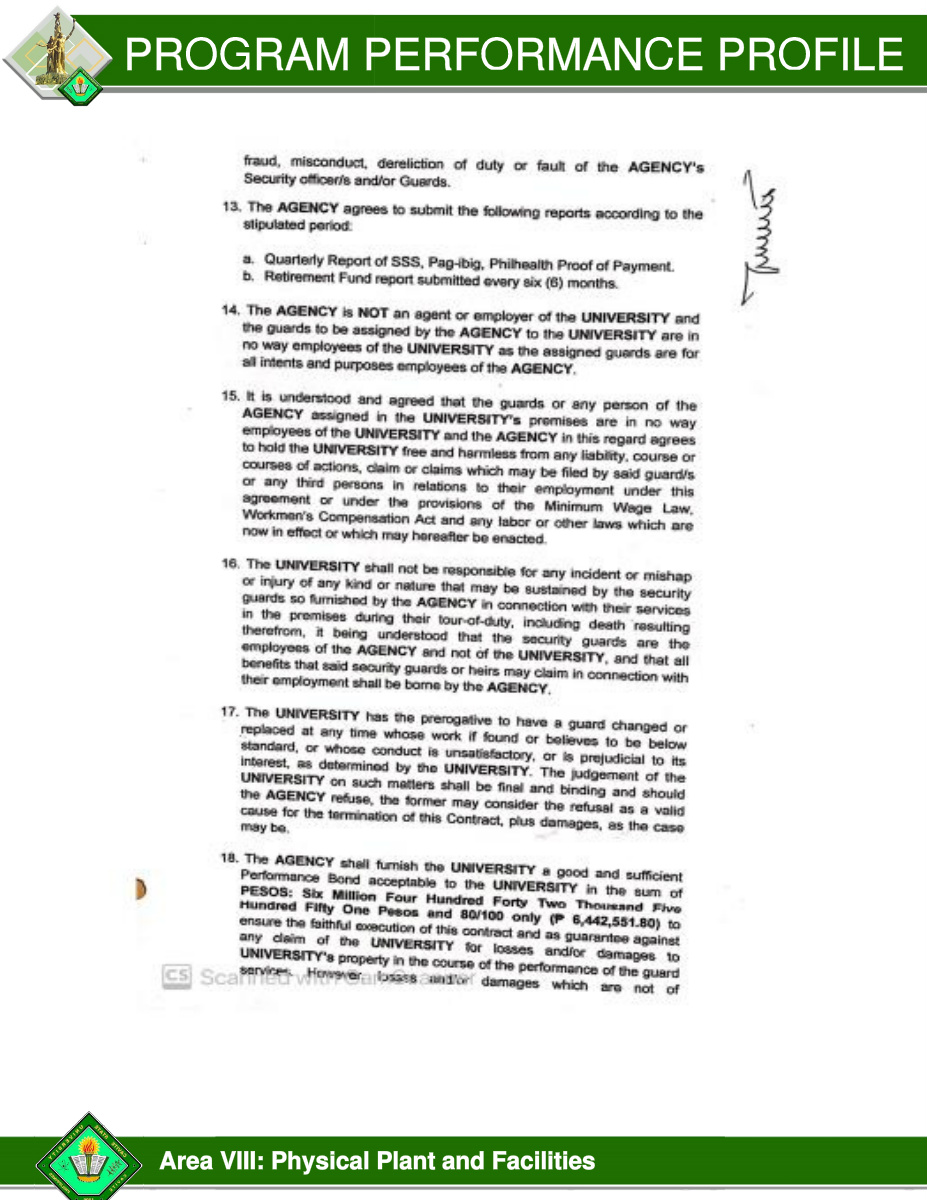 PROGRAM PERFORMANCE PROFILE
fraud, misconduct, dereliction of duty or fault of the AGENCY's
Security officer/s and/or Guards.
13. The AGENCY agrees to submit the following reports according to the
stipulated period:
a. Quarterly Report of SSS, Pag-ibig, Philhealth Proof of Payment.
b. Retirement Fund report submitted every six (6) months.
14. The AGENCY is NOT an agent or employer of the UNIVERSITY and
the guards to be assigned by the AGENCY to the UNIVERSITY are in
no way employees of the UNIVERSITY as the assigned guards are for
all intents and purposes employees of the AGENCY.
15. It is understood and agreed that the guards or any person of the
AGENCY assigned in the UNIVERSITY's premises are in no way
employees of the UNIVERSITY and the AGENCY in this regard agrees
to hold the UNIVERSITY free and harmless from any liability, course or
courses of actions, claim or claims which may be filed by said guard/s
or any third persons in relations to their employment under this
agreement or under the provisions of the Minimum Wage Law,
Workmen's Compensation Act and any labor or other laws which are
now in effect or which may hereafter be enacted.
16. The UNIVERSITY shall not be responsible for any incident or mishap
or injury of any kind or nature that may be sustained by the security
guards so furnished by the AGENCY in connection with their services
in the premises during their tour-of-duty, including death resulting
therefrom, it being understood that the security guards are the
employees of the AGENCY and not of the UNIVERSITY, and that all
benefits that said security guards or heirs may claim in connection with
their employment shall be borne by the AGENCY.
17. The UNIVERSITY has the prerogative to have a guard changed or
replaced at any time whose work if found or believes to be below
standard, or whose conduct is unsatisfactory, or is prejudicial to its
interest, as determined by the UNIVERSITY. The judgement of the
UNIVERSITY on such matters shall be final and binding and should
the AGENCY refuse, the former may consider the refusal as a valid
cause for the termination of this Contract, plus damages, as the case
may be.
18. The AGENCY shall furnish the UNIVERSITY a good and sufficient
Performance Bond acceptable to the UNIVERSITY in the sum of
PESOS: Six Million Four Hundred Forty Two Thousand Five
Hundred Fifty One Pesos and 80/100 only (₱ 6,442,551.80) to
ensure the faithful execution of this contract and as guarantee against
any claim of the UNIVERSITY for losses and/or damages to
UNIVERSITY's property in the course of the performance of the guard
services. However losses and/or damages which are not of
CS Scanned with CamScanner
Area VIII: Physical Plant and Facilities